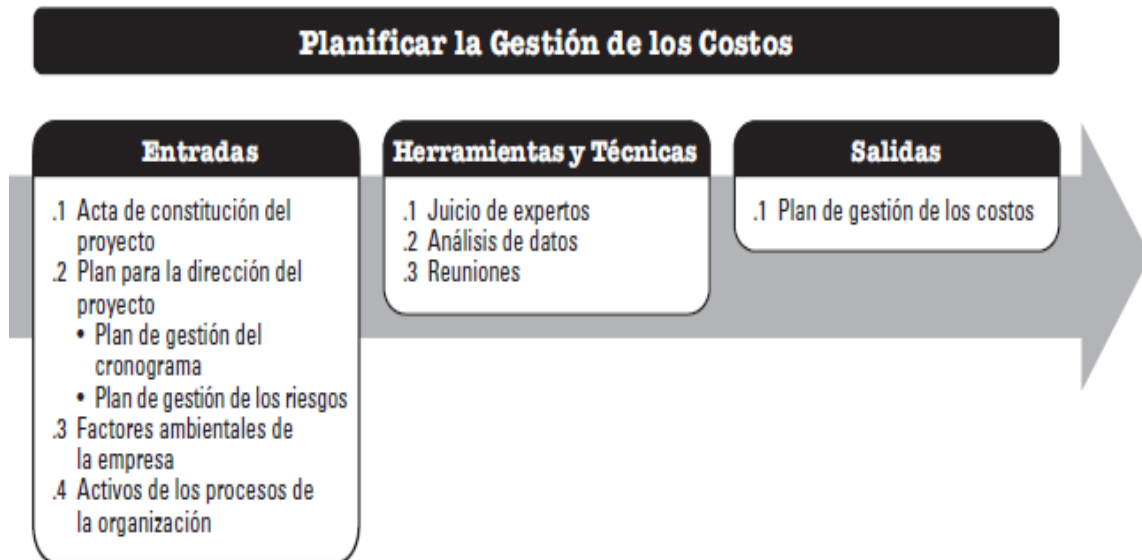 Planificar la Gestión de los Costos
Entradas
.1 Acta de constitución del
proyecto
.2 Plan para la dirección del
proyecto
• Plan de gestión del
cronograma
• Plan de gestión de los riesgos
.3 Factores ambientales de
la empresa
.4 Activos de los procesos de
la organización
Herramientas y Técnicas
.1 Juicio de expertos
.2 Análisis de datos
.3 Reuniones
Salidas
.1 Plan de gestión de los costos